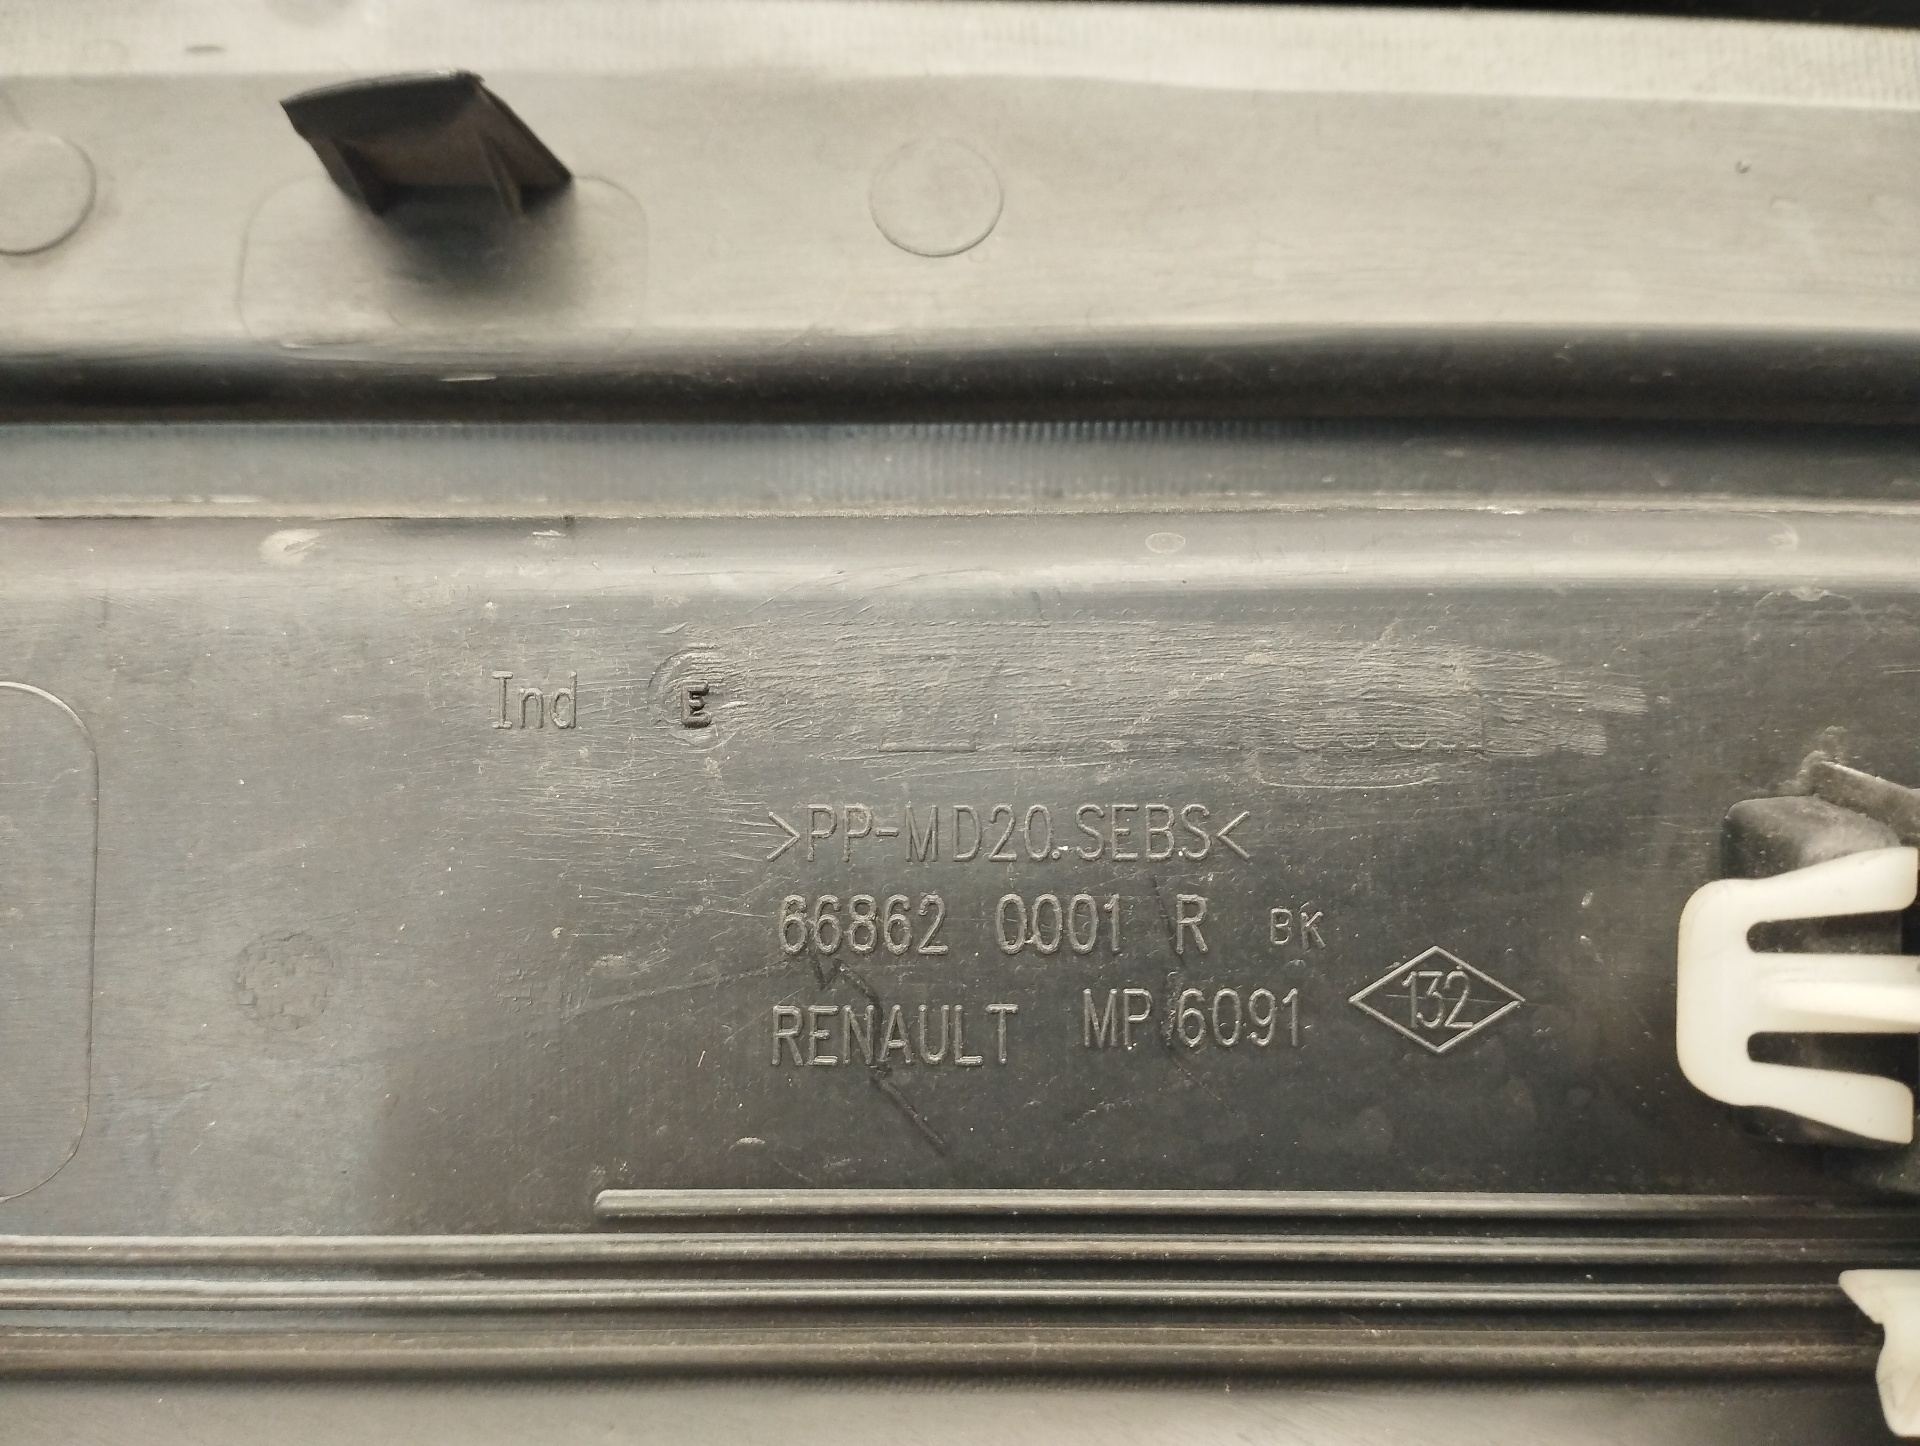 Ind E
>PP-MD20.SEBS<
66862 0001 R BK
RENAULT MP 6091 132